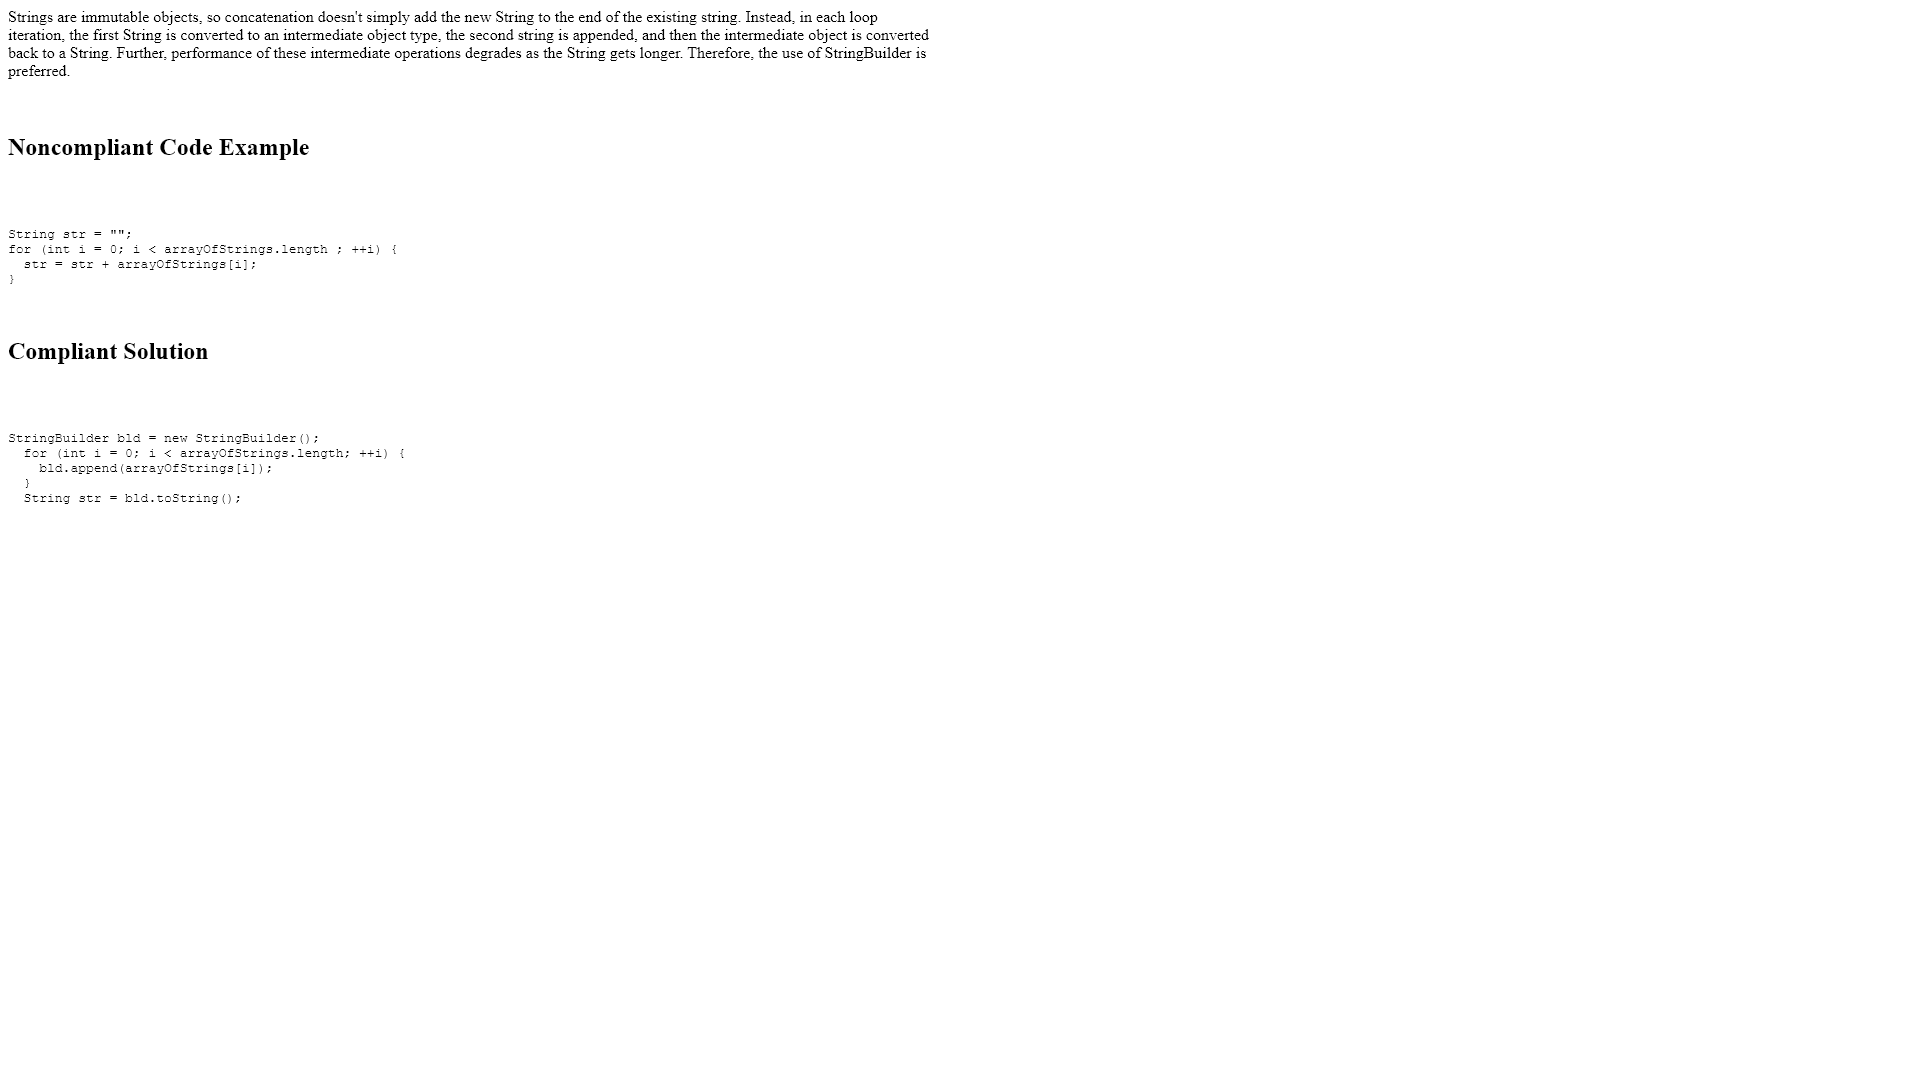 Strings are immutable objects, so concatenation doesn't simply add the new String to the end of the existing string. Instead, in each loop
iteration, the first String is converted to an intermediate object type, the second string is appended, and then the intermediate object is converted
back to a String. Further, performance of these intermediate operations degrades as the String gets longer. Therefore, the use of StringBuilder is
preferred.
Noncompliant Code Example
String str = "";
for (int i = 0; i < arrayOfStrings.length ; ++i) {
  str = str + arrayOfStrings[i];
}
Compliant Solution
StringBuilder bld = new StringBuilder();
  for (int i = 0; i < arrayOfStrings.length; ++i) {
    bld.append(arrayOfStrings[i]);
  }
  String str = bld.toString();